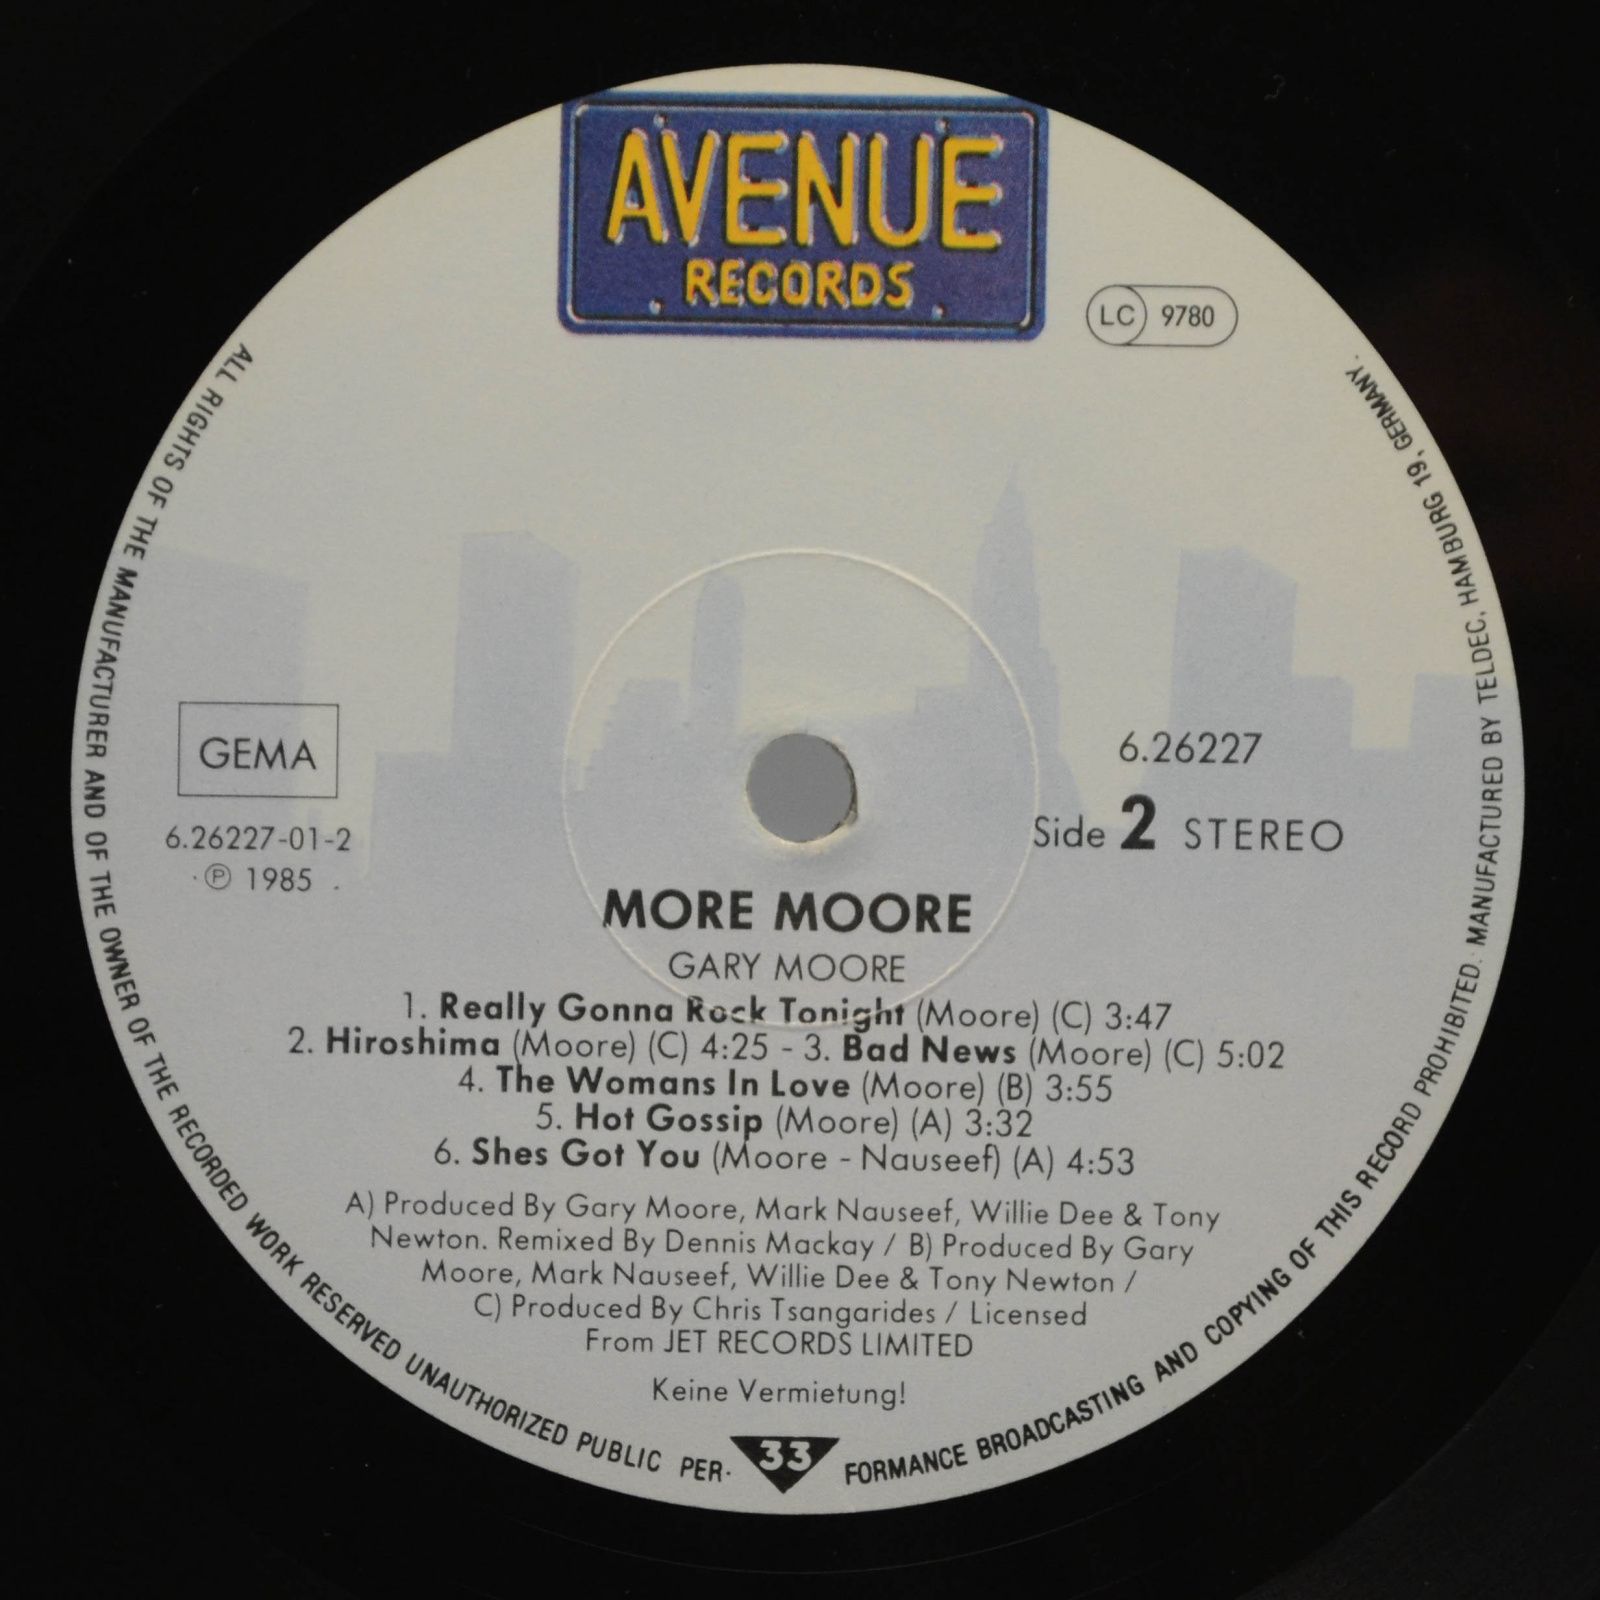 AVENUE
RECORDS
LC 9780
GEMA
6.26227-01-2
Ⓟ 1985
6.26227
Side 2 STEREO
MORE MOORE
GARY MOORE
1. Really Gonna Rock Tonight (Moore) (C) 3:47
2. Hiroshima (Moore) (C) 4:25 - 3. Bad News (Moore) (C) 5:02
4. The Womans In Love (Moore) (B) 3:55
5. Hot Gossip (Moore) (A) 3:32
6. Shes Got You (Moore - Nauseef) (A) 4:53
A) Produced By Gary Moore, Mark Nauseef, Willie Dee & Tony
Newton. Remixed By Dennis Mackay / B) Produced By Gary
Moore, Mark Nauseef, Willie Dee & Tony Newton /
C) Produced By Chris Tsangarides / Licensed
From JET RECORDS LIMITED
Keine Vermietung!
33
ALL RIGHTS OF THE MANUFACTURER AND OF THE OWNER OF THE RECORDED WORK RESERVED UNAUTHORIZED PUBLIC PER- FORMANCE BROADCASTING AND COPYING OF THIS RECORD PROHIBITED. MANUFACTURED BY TELDEC, HAMBURG 19, GERMANY.